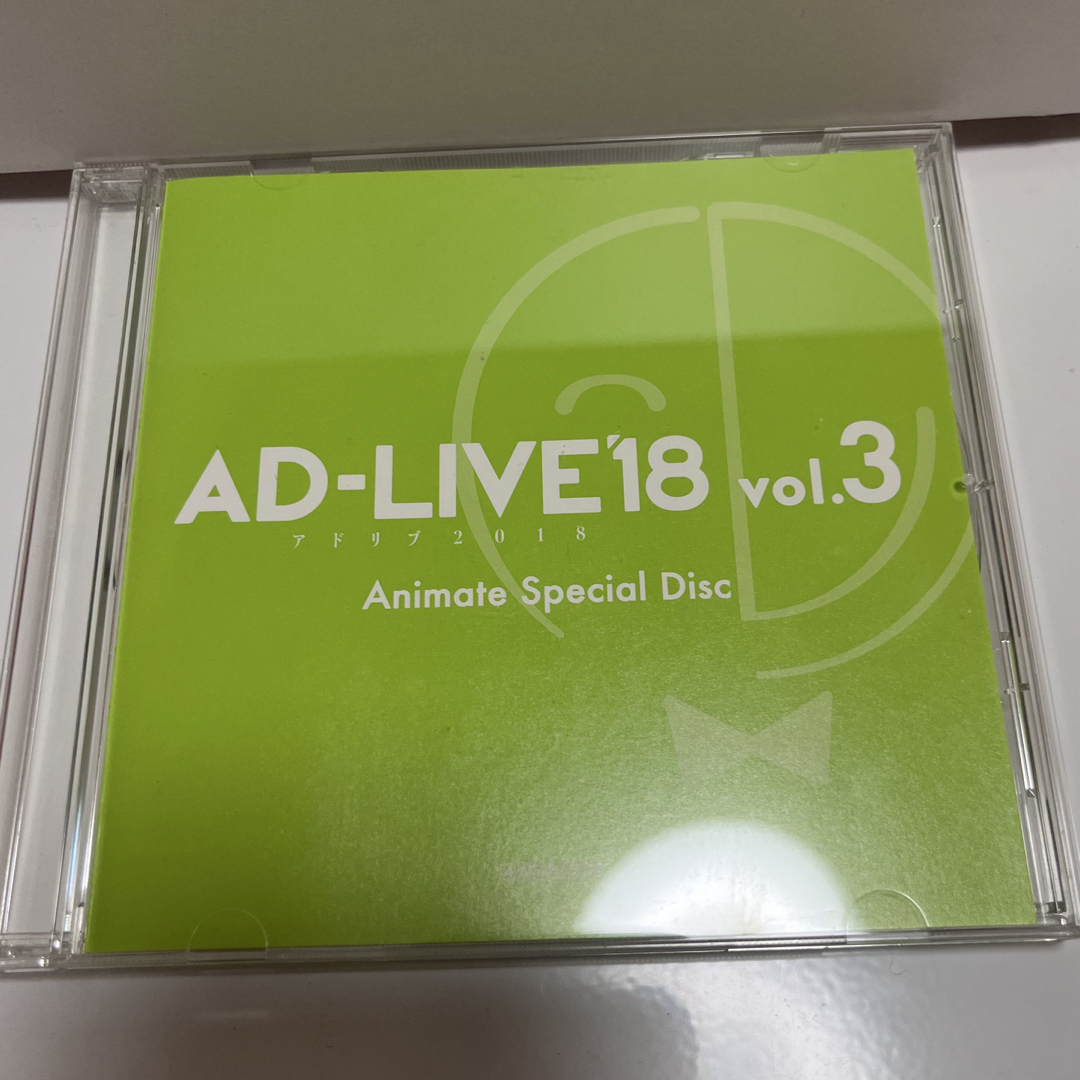 AD-LIVE'18 vol.3
アドリブ2018
Animate Special Disc